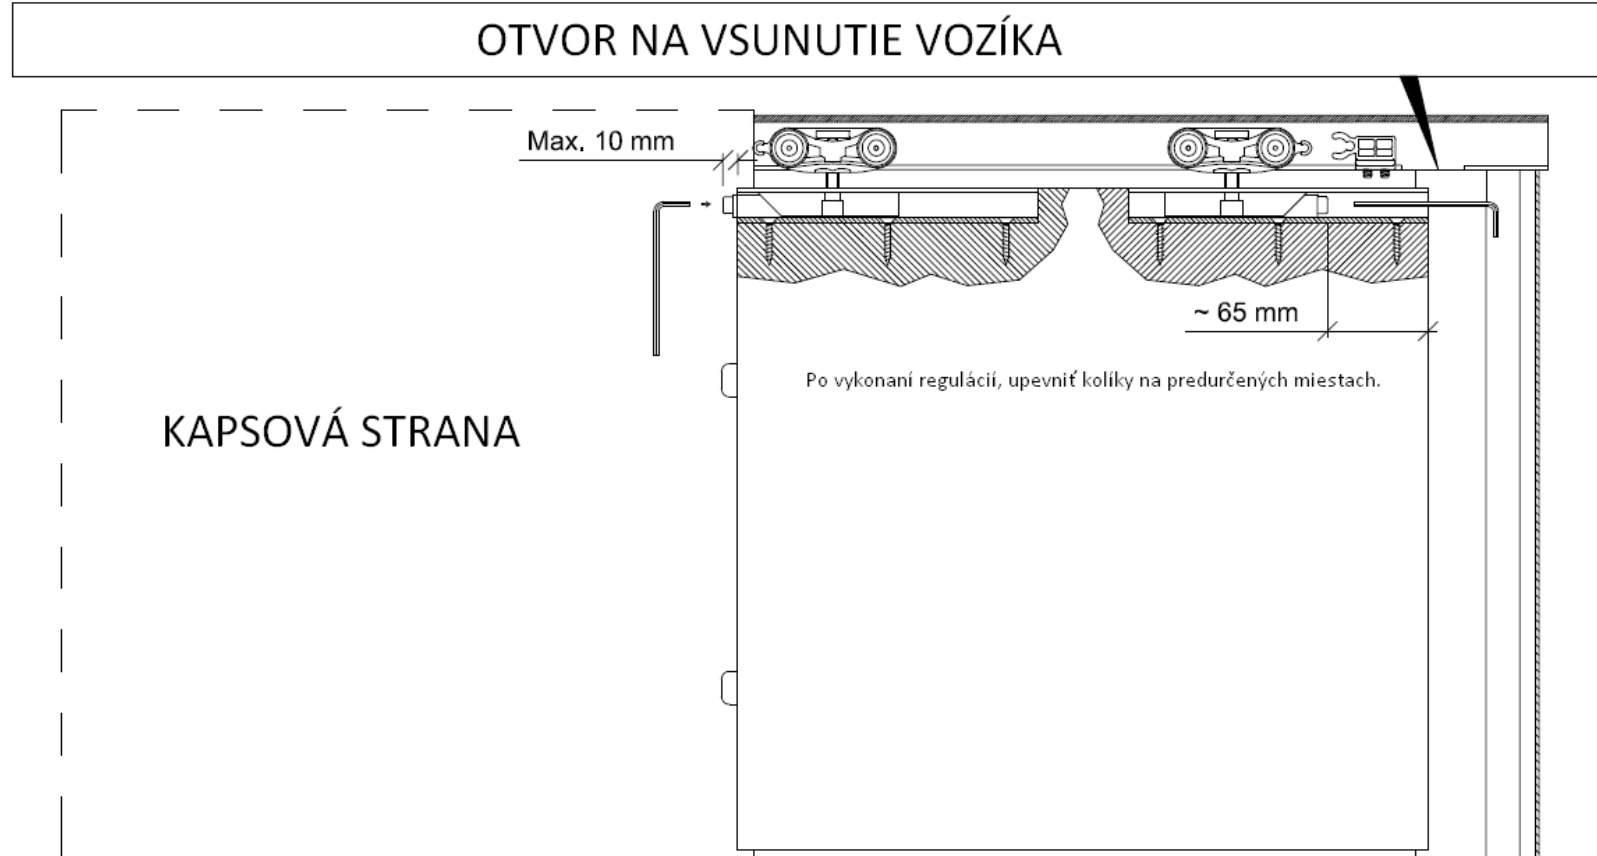 OTVOR NA VSUNUTIE VOZÍKA
Max. 10 mm
~ 65 mm
Po vykonaní regulácií, upevniť kolíky na predurčených miestach.
KAPSOVÁ STRANA